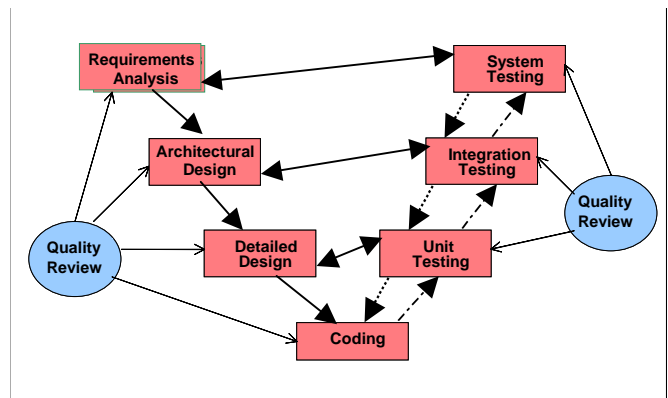 Requirements
Analysis
System
Testing
Architectural
Design
Integration
Testing
Quality
Review
Quality
Review
Detailed
Design
Unit
Testing
Coding